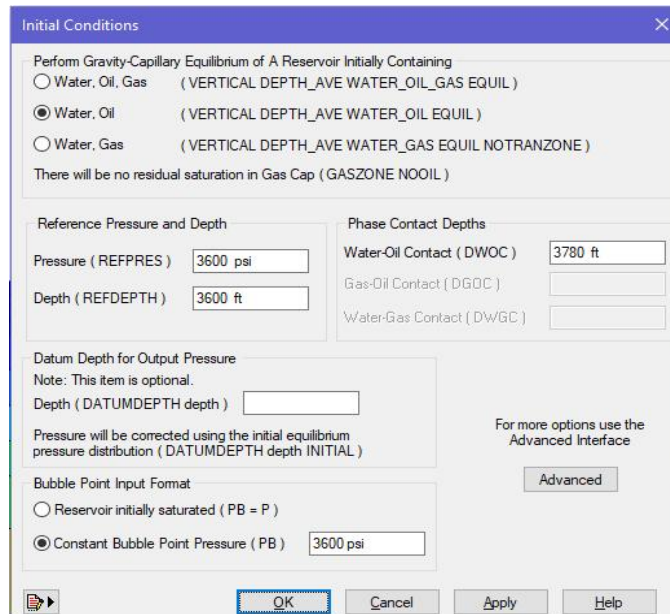 Initial Conditions
Perform Gravity-Capillary Equilibrium of A Reservoir Initially Containing
Water, Oil, Gas ( VERTICAL DEPTH_AVE WATER_OIL_GAS EQUIL )
Water, Oil ( VERTICAL DEPTH_AVE WATER_OIL EQUIL )
Water, Gas ( VERTICAL DEPTH_AVE WATER_GAS EQUIL NOTRANZONE )
There will be no residual saturation in Gas Cap ( GASZONE NOOIL )
Reference Pressure and Depth
Pressure ( REFPRES ) 3600 psi
Depth ( REFDEPTH ) 3600 ft
Phase Contact Depths
Water-Oil Contact ( DWOC ) 3780 ft
Gas-Oil Contact ( DGOC )
Water-Gas Contact ( DWGC )
Datum Depth for Output Pressure
Note: This item is optional.
Depth ( DATUMDEPTH depth )
Pressure will be corrected using the initial equilibrium
pressure distribution ( DATUMDEPTH depth INITIAL )
For more options use the
Advanced Interface
Advanced
Bubble Point Input Format
Reservoir initially saturated ( PB = P )
Constant Bubble Point Pressure ( PB ) 3600 psi
OK Cancel Apply Help